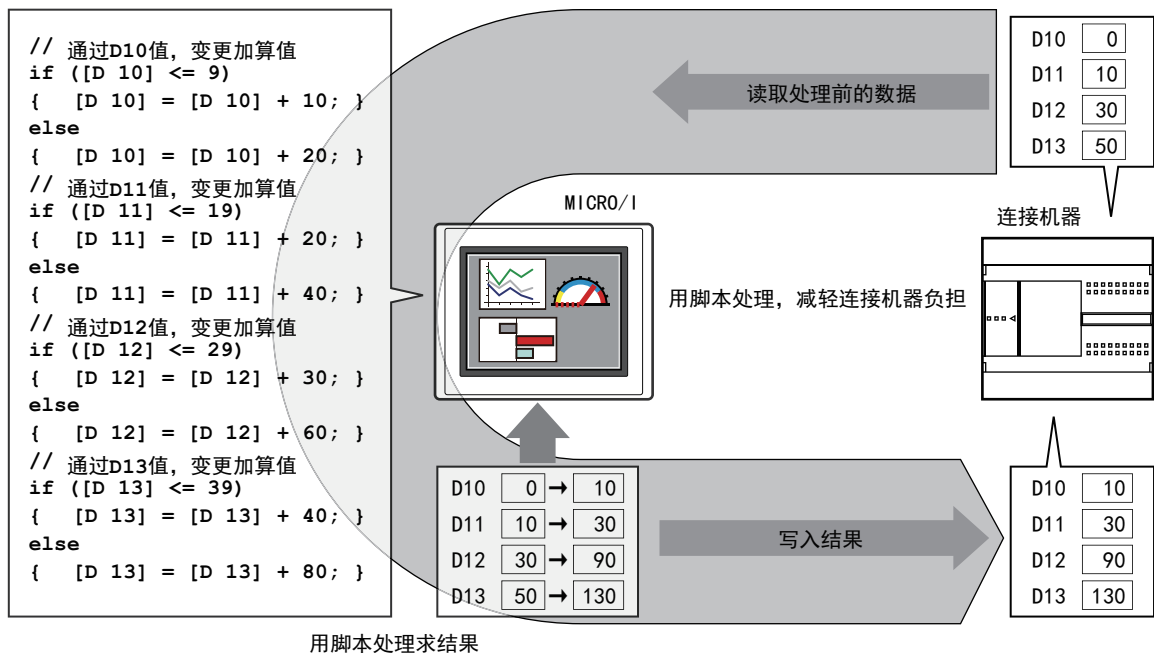 // 通过D10值，变更加算值
if ([D 10] <= 9)
{ [D 10] = [D 10] + 10; }
else
{ [D 10] = [D 10] + 20; }
// 通过D11值，变更加算值
if ([D 11] <= 19)
{ [D 11] = [D 11] + 20; }
else
{ [D 11] = [D 11] + 40; }
// 通过D12值，变更加算值
if ([D 12] <= 29)
{ [D 12] = [D 12] + 30; }
else
{ [D 12] = [D 12] + 60; }
// 通过D13值，变更加算值
if ([D 13] <= 39)
{ [D 13] = [D 13] + 40; }
else
{ [D 13] = [D 13] + 80; }
读取处理前的数据
D10 0
D11 10
D12 30
D13 50
MICRO/I
连接机器
用脚本处理，减轻连接机器负担
D10 0 → 10
D11 10 → 30
D12 30 → 90
D13 50 → 130
写入结果
D10 10
D11 30
D12 90
D13 130
用脚本处理求结果